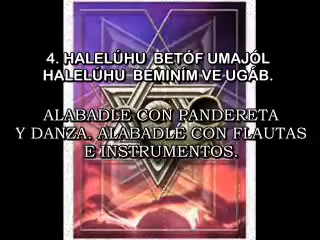 4. HALELÚHU BETÓF UMAJÓL
HALELÚHU BEMINÍM VE UGÁB.
ALABADLE CON PANDERETA
Y DANZA. ALABADLE CON FLAUTAS
E INSTRUMENTOS.